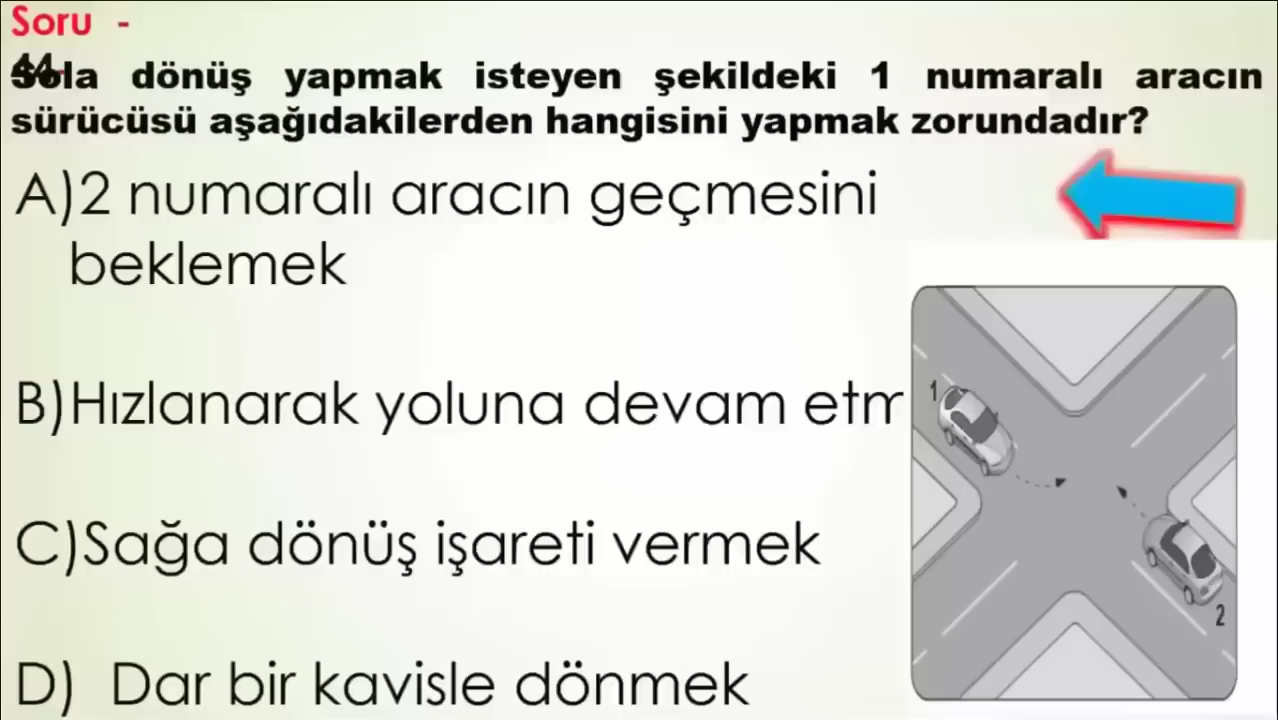 Soru -
44-
Sola dönüş yapmak isteyen şekildeki 1 numaralı aracın
sürücüsü aşağıdakilerden hangisini yapmak zorundadır?
A)2 numaralı aracın geçmesini
beklemek
B)Hızlanarak yoluna devam etm
C)Sağa dönüş işareti vermek
D) Dar bir kavisle dönmek
1
2